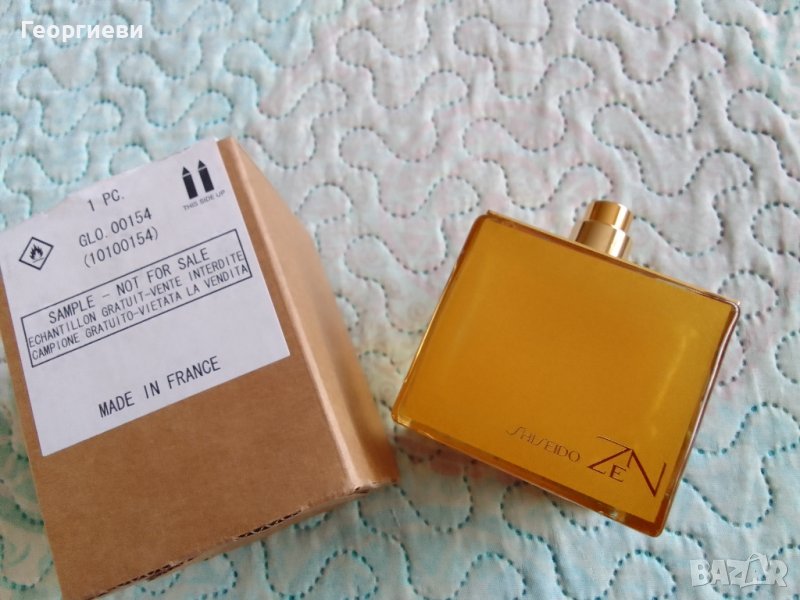 Георгиеви
1 PC.
THIS SIDE UP
GLO.00154
(10100154)
SAMPLE - NOT FOR SALE
ECHANTILLON GRATUIT-VENTE INTERDITE
CAMPIONE GRATUITO-VIETATA LA VENDITA
MADE IN FRANCE
SHISEIDO ZEN
BAZAR